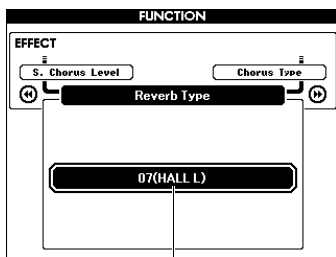 FUNCTION
EFFECT
S. Chorus Level
Chorus Type
Reverb Type
07(HALL L)